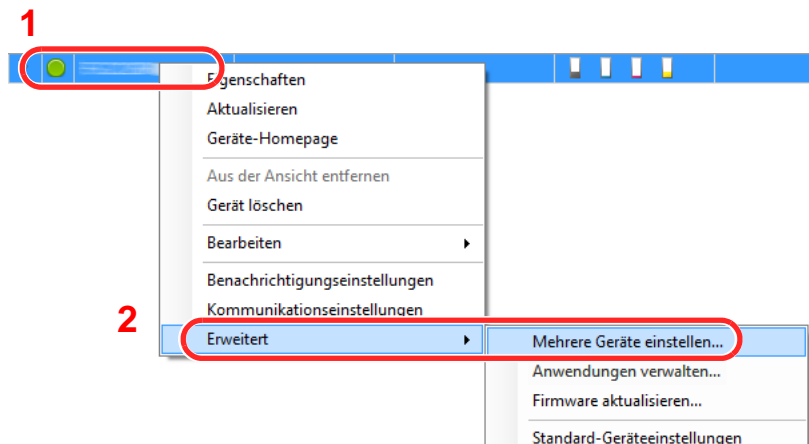 1
Eigenschaften
Aktualisieren
Geräte-Homepage
Aus der Ansicht entfernen
Gerät löschen
Bearbeiten
Benachrichtigungseinstellungen
Kommunikationseinstellungen
2
Erweitert
Mehrere Geräte einstellen...
Anwendungen verwalten...
Firmware aktualisieren...
Standard-Geräteeinstellungen